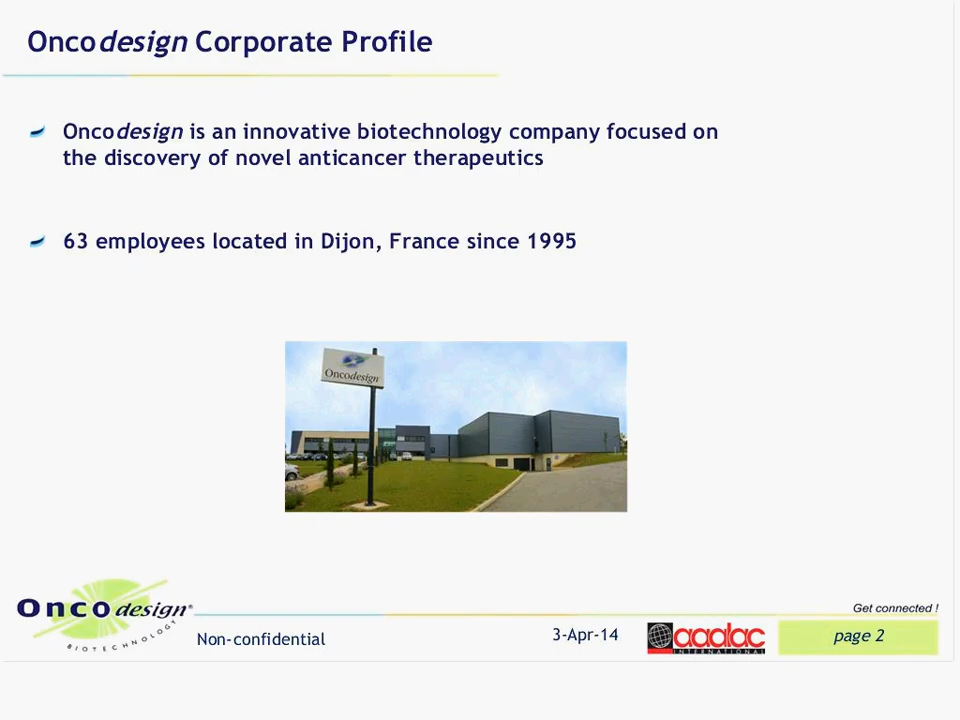 Oncodesign Corporate Profile
Oncodesign is an innovative biotechnology company focused on
the discovery of novel anticancer therapeutics
63 employees located in Dijon, France since 1995
Oncodesign
Get connected !
Oncodesign®
BIOTECHNOLOGY
Non-confidential
3-Apr-14
aaalac
INTERNATIONAL
page 2